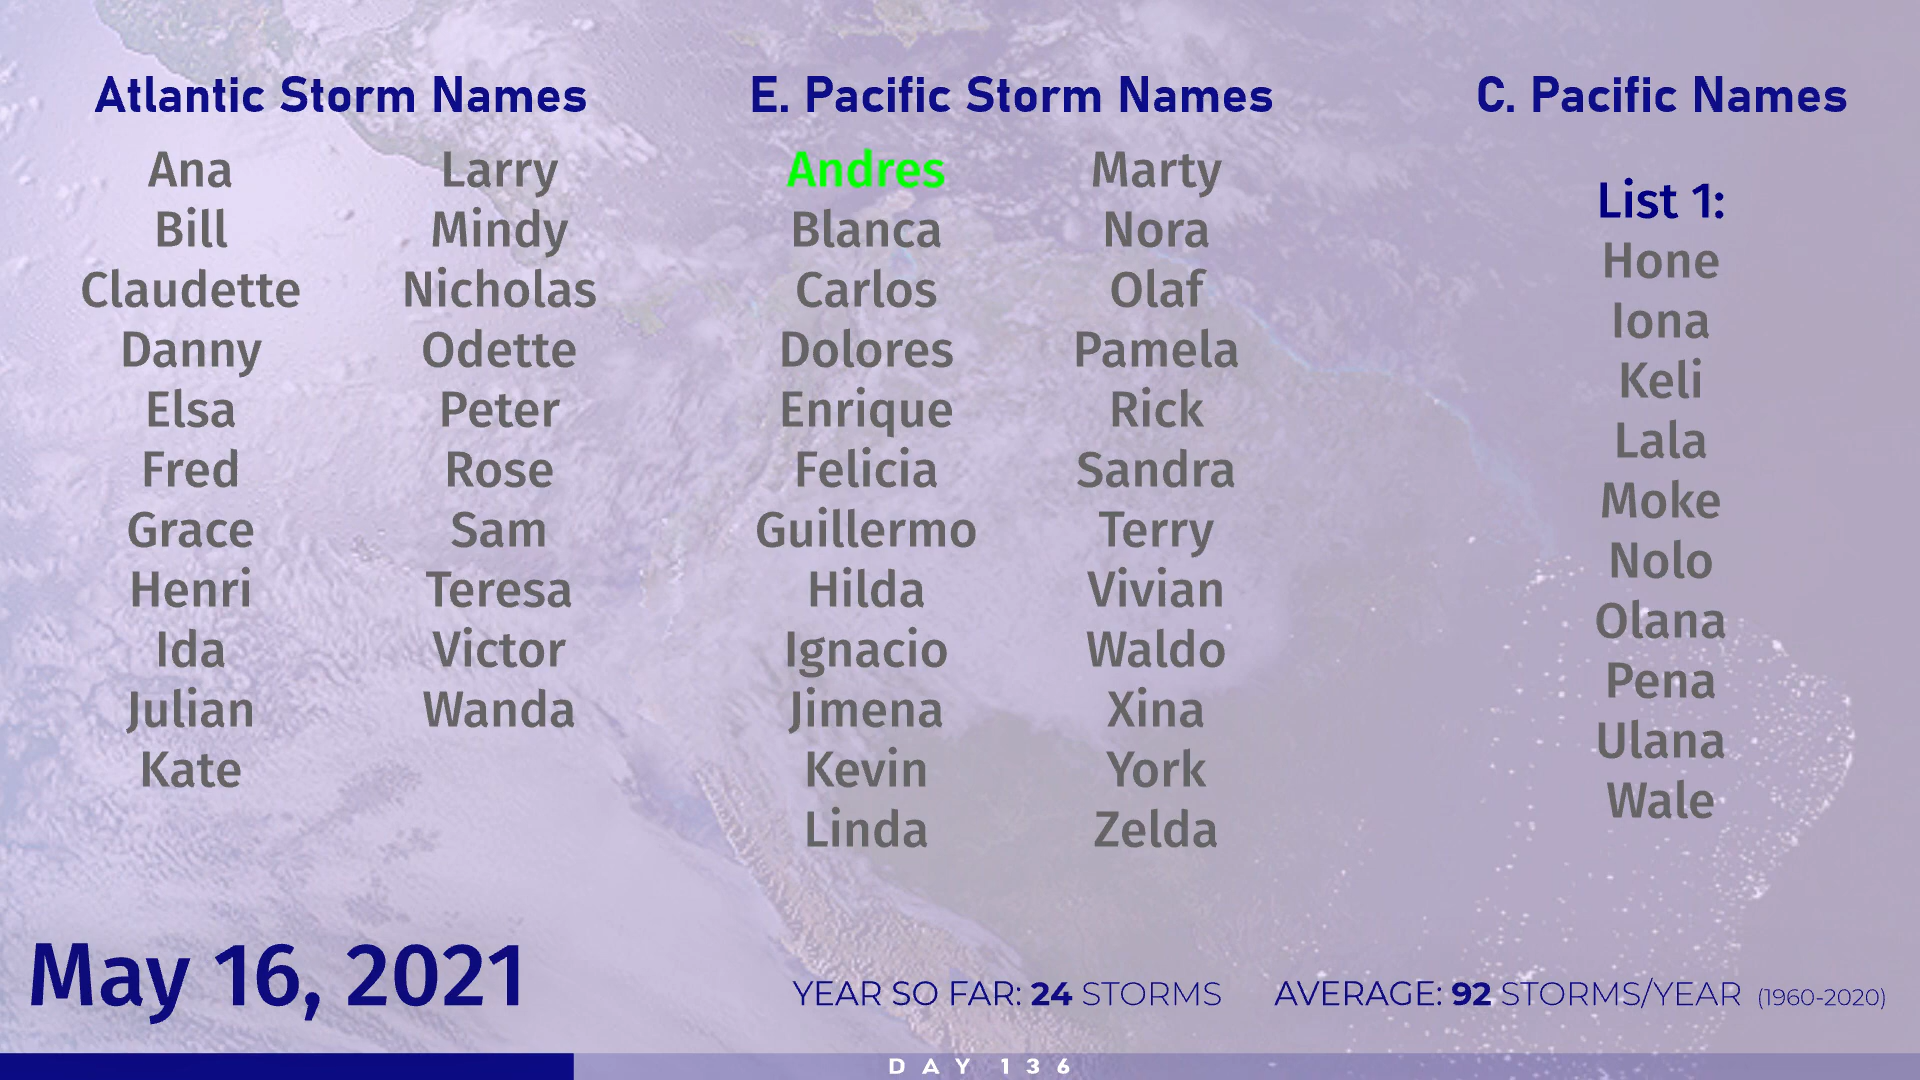 Atlantic Storm Names
Ana
Bill
Claudette
Danny
Elsa
Fred
Grace
Henri
Ida
Julian
Kate
Larry
Mindy
Nicholas
Odette
Peter
Rose
Sam
Teresa
Victor
Wanda
E. Pacific Storm Names
Andres
Blanca
Carlos
Dolores
Enrique
Felicia
Guillermo
Hilda
Ignacio
Jimena
Kevin
Linda
Marty
Nora
Olaf
Pamela
Rick
Sandra
Terry
Vivian
Waldo
Xina
York
Zelda
C. Pacific Names
List 1:
Hone
Iona
Keli
Lala
Moke
Nolo
Olana
Pena
Ulana
Wale
May 16, 2021
YEAR SO FAR: 24 STORMS
AVERAGE: 92 STORMS/YEAR (1960-2020)
DAY 136